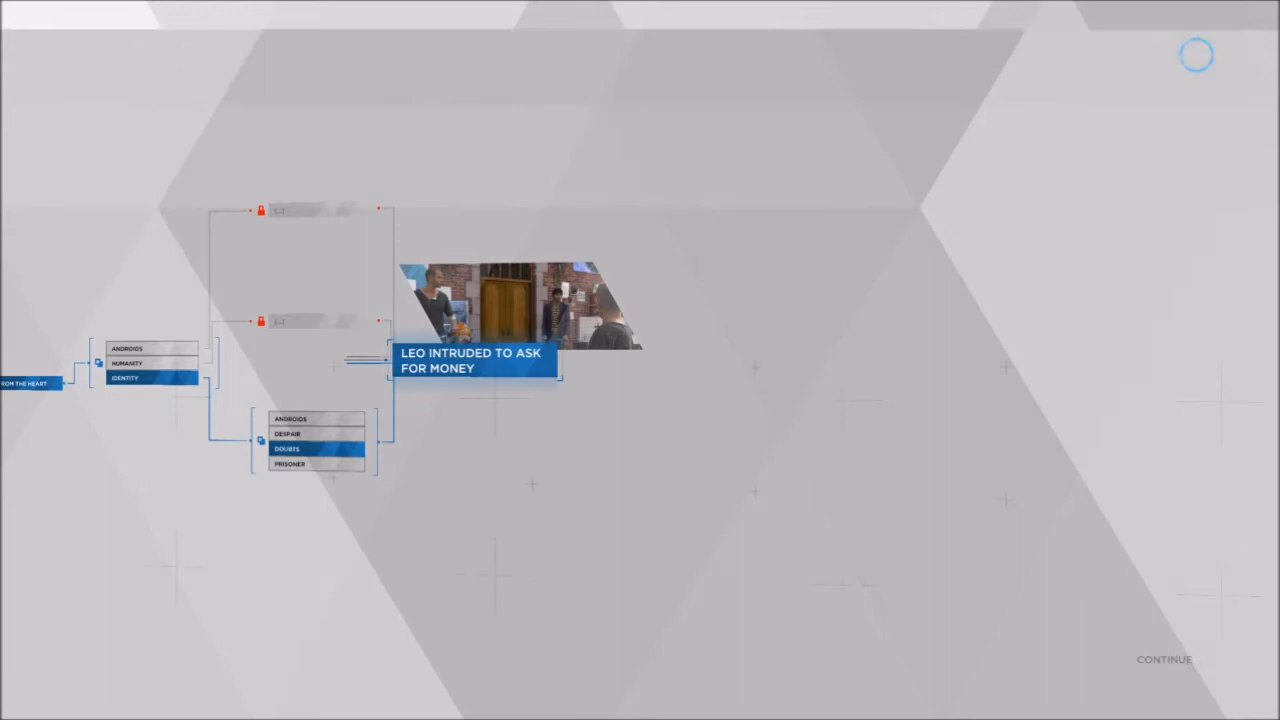 ROM THE HEART
ANDROIDS
HUMANITY
IDENTITY
ANDROIDS
DESPAIR
DOUBTS
PRISONER
LEO INTRUDED TO ASK
FOR MONEY
CONTINUE